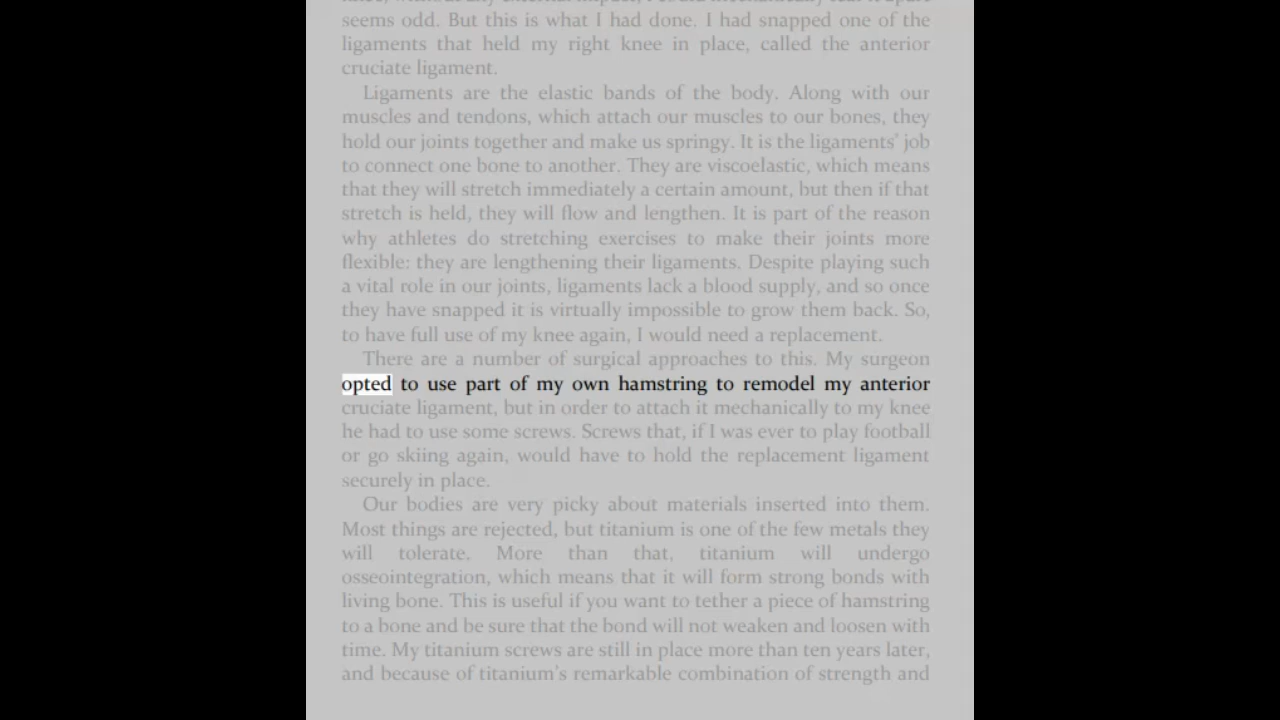 seems odd. But this is what I had done. I had snapped one of the
ligaments that held my right knee in place, called the anterior
cruciate ligament.
Ligaments are the elastic bands of the body. Along with our
muscles and tendons, which attach our muscles to our bones, they
hold our joints together and make us springy. It is the ligaments' job
to connect one bone to another. They are viscoelastic, which means
that they will stretch immediately a certain amount, but then if that
stretch is held, they will flow and lengthen. It is part of the reason
why athletes do stretching exercises to make their joints more
flexible: they are lengthening their ligaments. Despite playing such
a vital role in our joints, ligaments lack a blood supply, and so once
they have snapped it is virtually impossible to grow them back. So,
to have full use of my knee again, I would need a replacement.
There are a number of surgical approaches to this. My surgeon
opted to use part of my own hamstring to remodel my anterior
cruciate ligament, but in order to attach it mechanically to my knee
he had to use some screws. Screws that, if I was ever to play football
or go skiing again, would have to hold the replacement ligament
securely in place.
Our bodies are very picky about materials inserted into them.
Most things are rejected, but titanium is one of the few metals they
will tolerate. More than that, titanium will undergo
osseointegration, which means that it will form strong bonds with
living bone. This is useful if you want to tether a piece of hamstring
to a bone and be sure that the bond will not weaken and loosen with
time. My titanium screws are still in place more than ten years later,
and because of titanium's remarkable combination of strength and